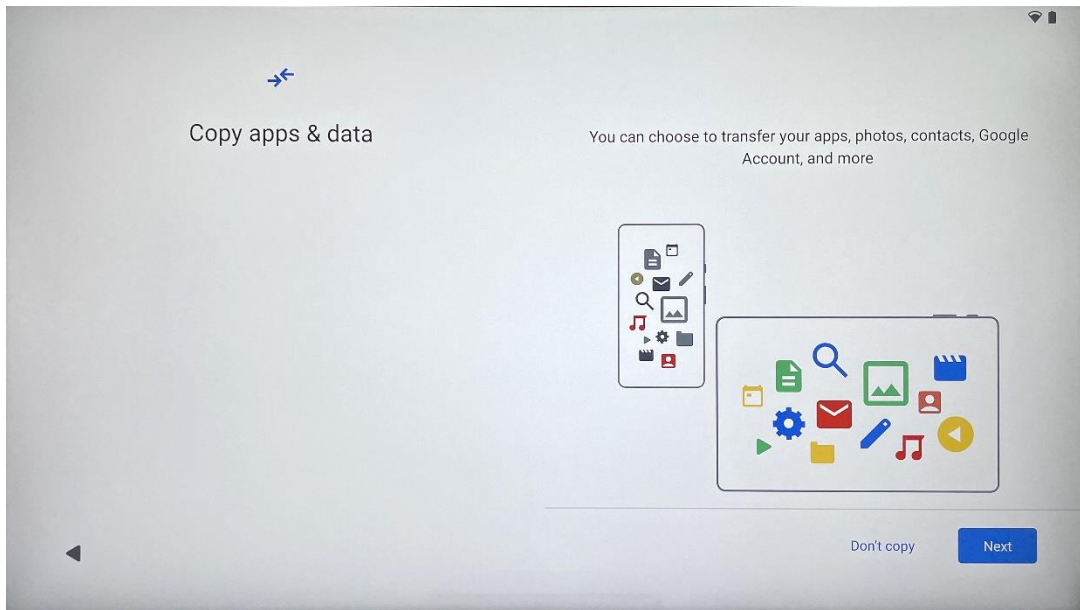 Copy apps & data
You can choose to transfer your apps, photos, contacts, Google
Account, and more
Don't copy
Next